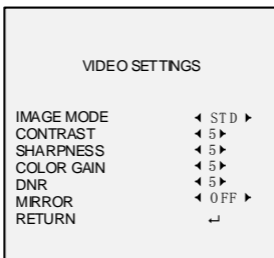 VIDEO SETTINGS
IMAGE MODE ◀ STD ▶
CONTRAST ◀ 5 ▶
SHARPNESS ◀ 5 ▶
COLOR GAIN ◀ 5 ▶
DNR ◀ 5 ▶
MIRROR ◀ OFF ▶
RETURN ↵